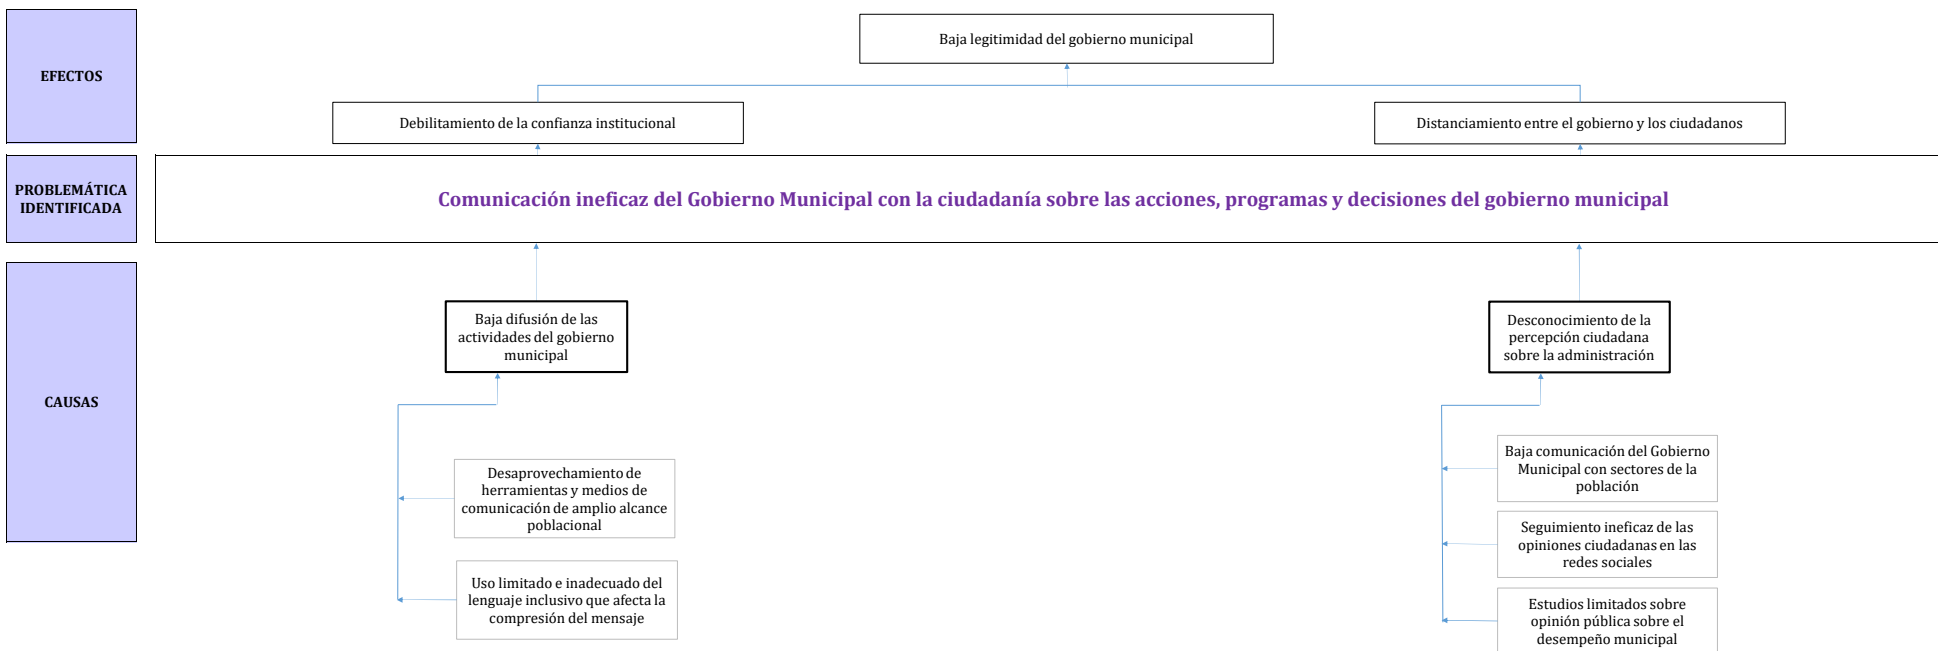 EFECTOS
Baja legitimidad del gobierno municipal
Debilitamiento de la confianza institucional
Distanciamiento entre el gobierno y los ciudadanos
PROBLEMÁTICA
IDENTIFICADA
Comunicación ineficaz del Gobierno Municipal con la ciudadanía sobre las acciones, programas y decisiones del gobierno municipal
CAUSAS
Baja difusión de las
actividades del gobierno
municipal
Desaprovechamiento de
herramientas y medios de
comunicación de amplio alcance
poblacional
Uso limitado e inadecuado del
lenguaje inclusivo que afecta la
compresión del mensaje
Desconocimiento de la
percepción ciudadana
sobre la administración
Baja comunicación del Gobierno
Municipal con sectores de la
población
Seguimiento ineficaz de las
opiniones ciudadanas en las
redes sociales
Estudios limitados sobre
opinión pública sobre el
desempeño municipal